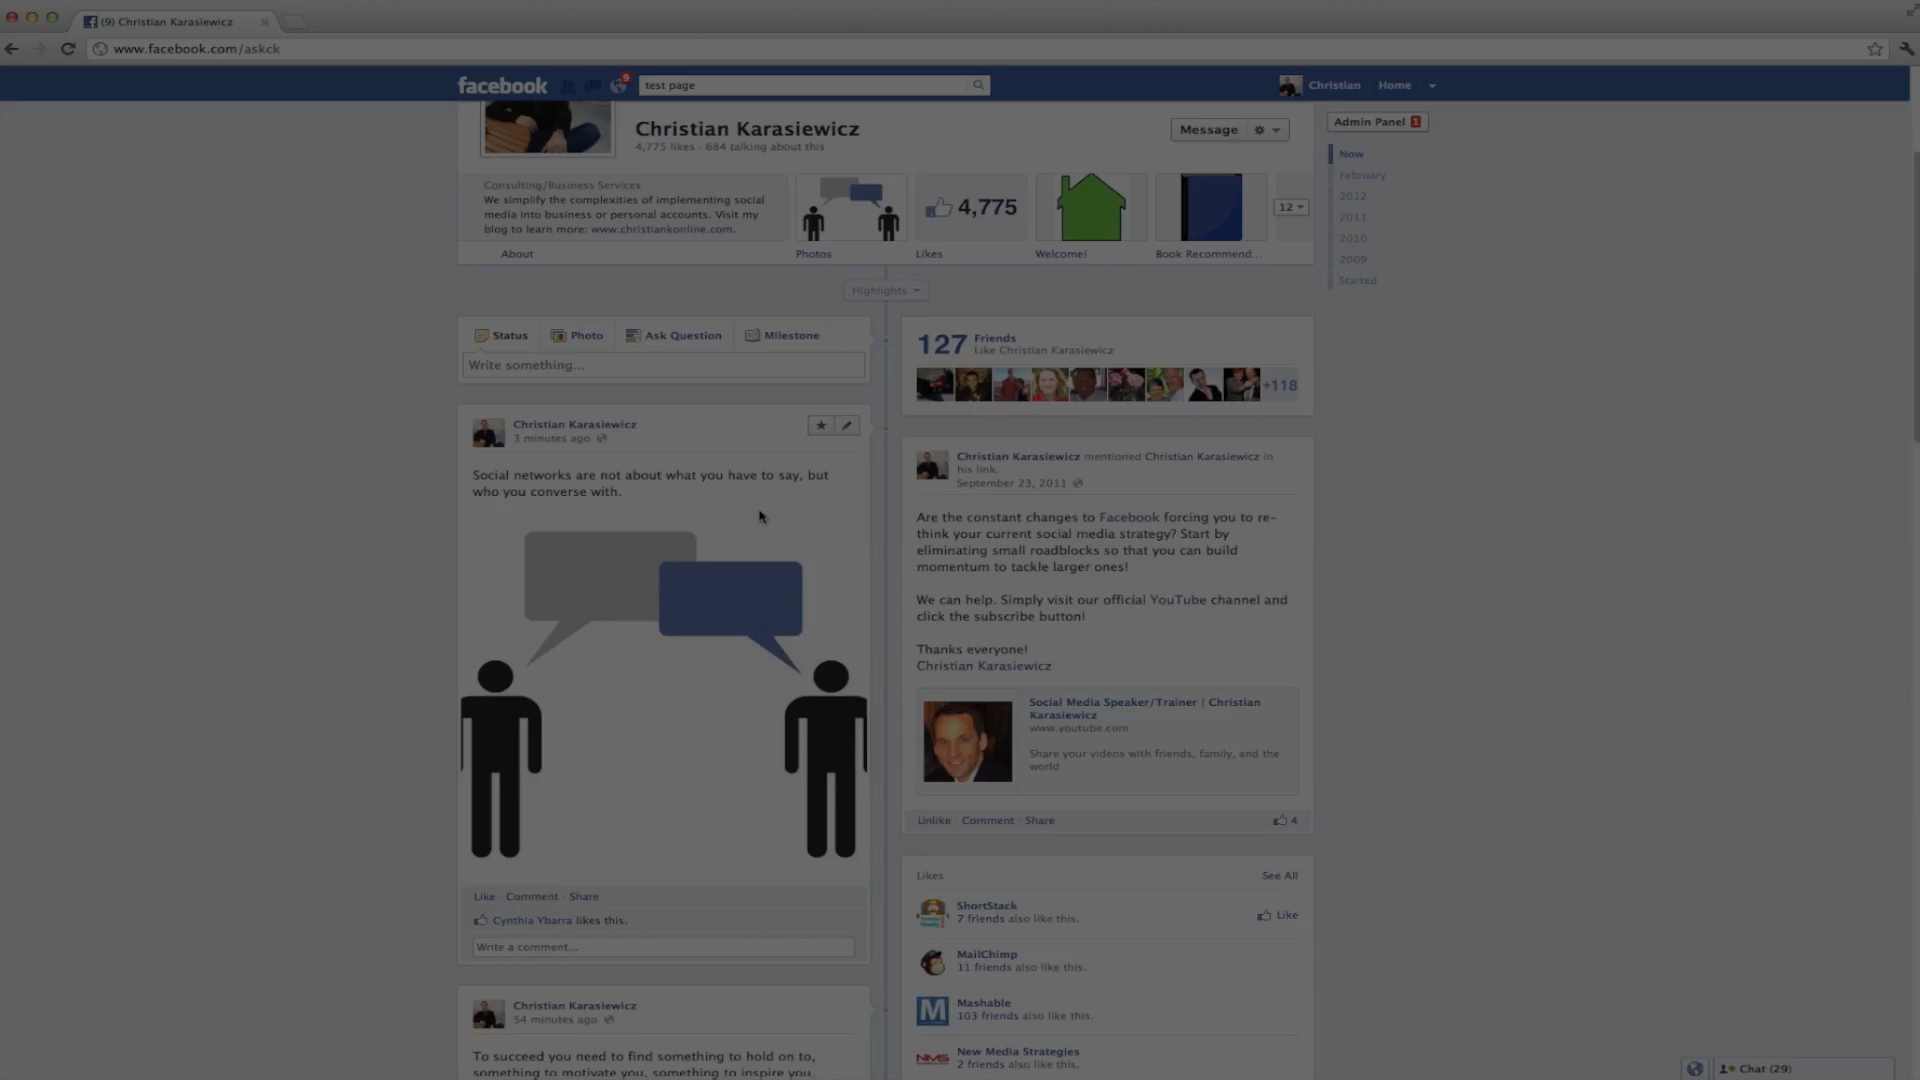 (9) Christian Karasiewicz
www.facebook.com/askck
facebook
9
test page
Christian
Home
Christian Karasiewicz
4,775 likes · 684 talking about this
Message
Admin Panel 1
Now
February
2012
2011
2010
2009
Started
Consulting/Business Services
We simplify the complexities of implementing social
media into business or personal accounts. Visit my
blog to learn more: www.christiankonline.com.
4,775
12
About
Photos
Likes
Welcome!
Book Recommend...
Highlights
Status
Photo
Ask Question
Milestone
Write something...
Christian Karasiewicz
3 minutes ago
Social networks are not about what you have to say, but
who you converse with.
Like · Comment · Share
Cynthia Ybarra likes this.
Write a comment...
Christian Karasiewicz
54 minutes ago
To succeed you need to find something to hold on to,
something to motivate you, something to inspire you.
127 Friends
Like Christian Karasiewicz
+118
Christian Karasiewicz mentioned Christian Karasiewicz in
his link.
September 23, 2011
Are the constant changes to Facebook forcing you to re-
think your current social media strategy? Start by
eliminating small roadblocks so that you can build
momentum to tackle larger ones!
We can help. Simply visit our official YouTube channel and
click the subscribe button!
Thanks everyone!
Christian Karasiewicz
Social Media Speaker/Trainer | Christian
Karasiewicz
www.youtube.com
Share your videos with friends, family, and the
world
Unlike · Comment · Share
4
Likes
See All
ShortStack
7 friends also like this.
Like
MailChimp
11 friends also like this.
M
Mashable
103 friends also like this.
NMS
New Media Strategies
2 friends also like this.
Chat (29)